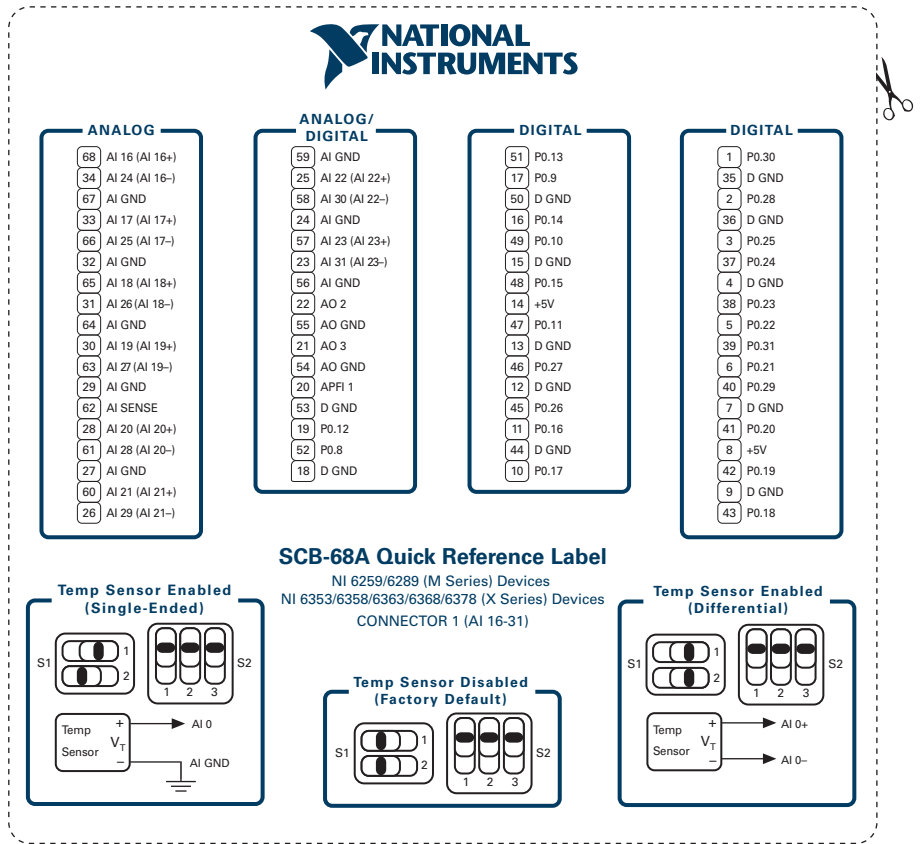 NATIONAL
INSTRUMENTS
ANALOG
68 AI 16 (AI 16+)
34 AI 24 (AI 16–)
67 AI GND
33 AI 17 (AI 17+)
66 AI 25 (AI 17–)
32 AI GND
65 AI 18 (AI 18+)
31 AI 26 (AI 18–)
64 AI GND
30 AI 19 (AI 19+)
63 AI 27 (AI 19–)
29 AI GND
62 AI SENSE
28 AI 20 (AI 20+)
61 AI 28 (AI 20–)
27 AI GND
60 AI 21 (AI 21+)
26 AI 29 (AI 21–)
ANALOG/
DIGITAL
59 AI GND
25 AI 22 (AI 22+)
58 AI 30 (AI 22–)
24 AI GND
57 AI 23 (AI 23+)
23 AI 31 (AI 23–)
56 AI GND
22 AO 2
55 AO GND
21 AO 3
54 AO GND
20 APFI 1
53 D GND
19 P0.12
52 P0.8
18 D GND
DIGITAL
51 P0.13
17 P0.9
50 D GND
16 P0.14
49 P0.10
15 D GND
48 P0.15
14 +5V
47 P0.11
13 D GND
46 P0.27
12 D GND
45 P0.26
11 P0.16
44 D GND
10 P0.17
DIGITAL
1 P0.30
35 D GND
2 P0.28
36 D GND
3 P0.25
37 P0.24
4 D GND
38 P0.23
5 P0.22
39 P0.31
6 P0.21
40 P0.29
7 D GND
41 P0.20
8 +5V
42 P0.19
9 D GND
43 P0.18
SCB-68A Quick Reference Label
NI 6259/6289 (M Series) Devices
NI 6353/6358/6363/6368/6378 (X Series) Devices
CONNECTOR 1 (AI 16-31)
Temp Sensor Enabled
(Single-Ended)
S1
1
2
1 2 3
S2
Temp
Sensor
+
VT
–
AI 0
AI GND
Temp Sensor Disabled
(Factory Default)
S1
1
2
1 2 3
S2
Temp Sensor Enabled
(Differential)
S1
1
2
1 2 3
S2
Temp
Sensor
+
VT
–
AI 0+
AI 0–